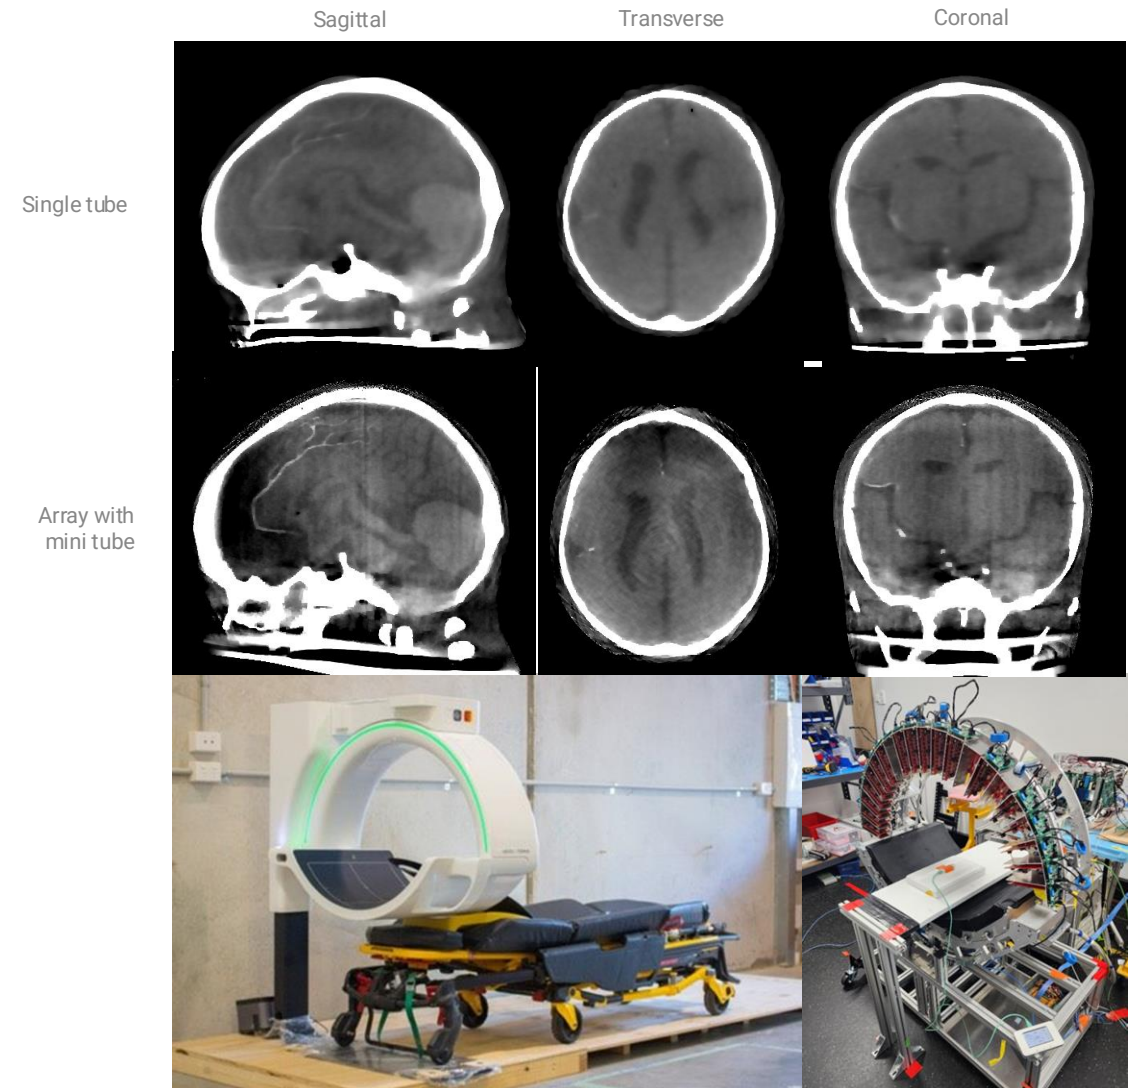 Sagittal
Transverse
Coronal
Single tube
Array with
mini tube